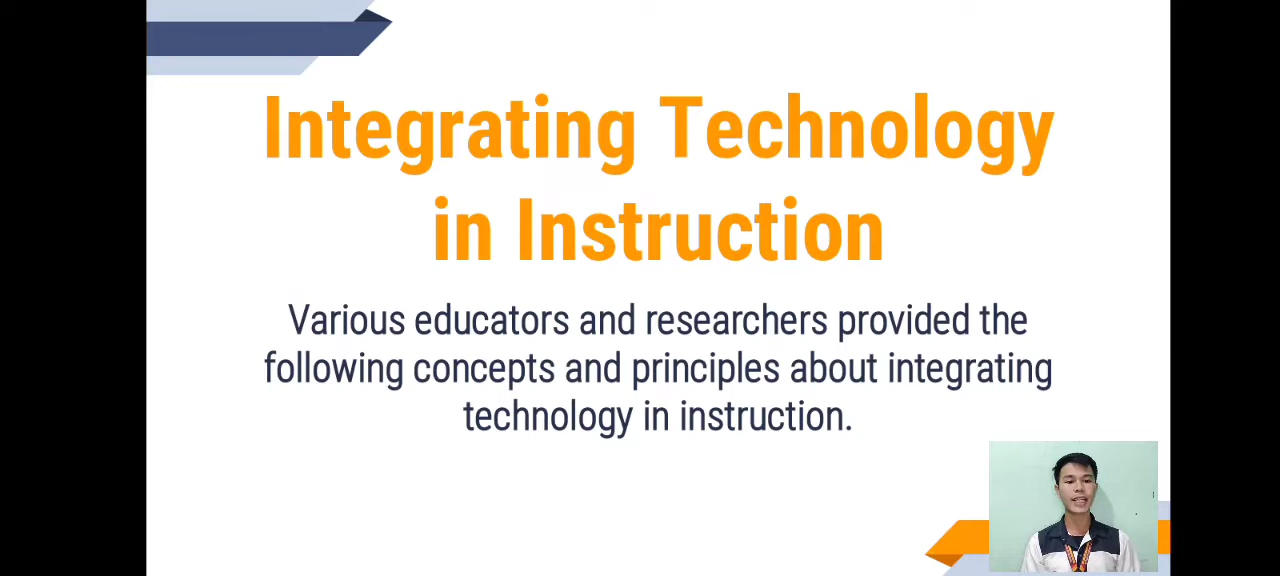 Integrating Technology
in Instruction
Various educators and researchers provided the
following concepts and principles about integrating
technology in instruction.